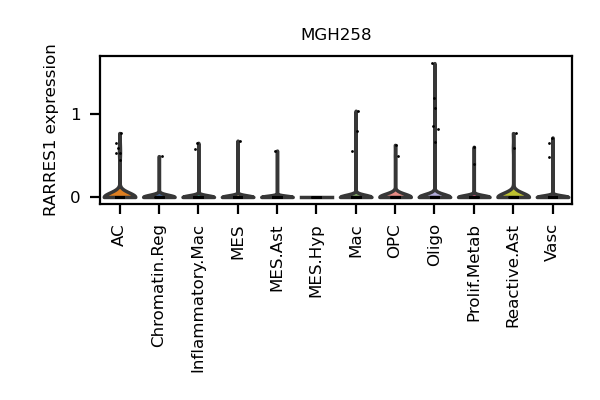 MGH258
RARRES1 expression
1
0
AC
Chromatin.Reg
Inflammatory.Mac
MES
MES.Ast
MES.Hyp
Mac
OPC
Oligo
Prolif.Metab
Reactive.Ast
Vasc